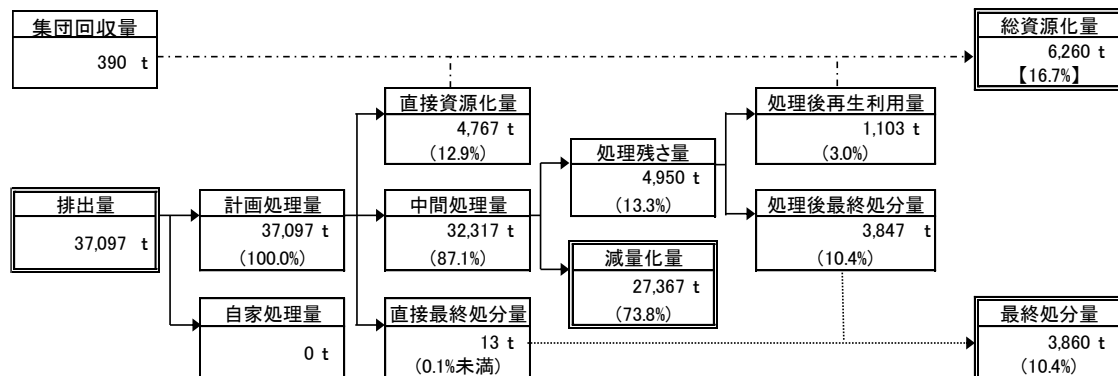 集団回収量
390 t
総資源化量
6,260 t
【16.7%】
直接資源化量
4,767 t
(12.9%)
処理後再生利用量
1,103 t
(3.0%)
処理残さ量
4,950 t
(13.3%)
排出量
37,097 t
計画処理量
37,097 t
(100.0%)
中間処理量
32,317 t
(87.1%)
処理後最終処分量
3,847 t
(10.4%)
減量化量
27,367 t
(73.8%)
自家処理量
0 t
直接最終処分量
13 t
(0.1%未満)
最終処分量
3,860 t
(10.4%)